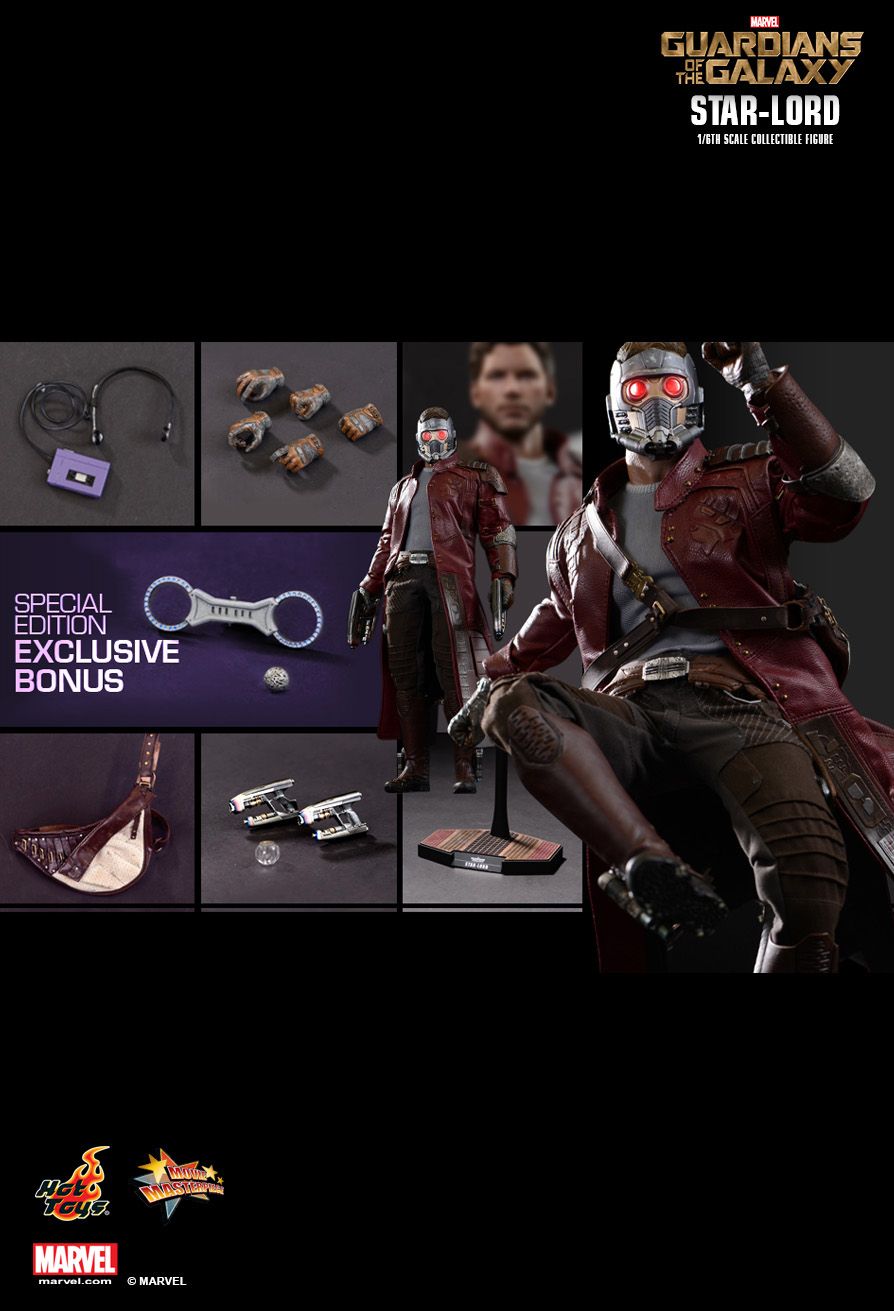 MARVEL
GUARDIANS
OF THE GALAXY
STAR-LORD
1/6TH SCALE COLLECTIBLE FIGURE
SPECIAL
EDITION
EXCLUSIVE
BONUS
STAR-LORD
Hot
Toys
MOVIE
MASTERPIECE
MARVEL
marvel.com
© MARVEL